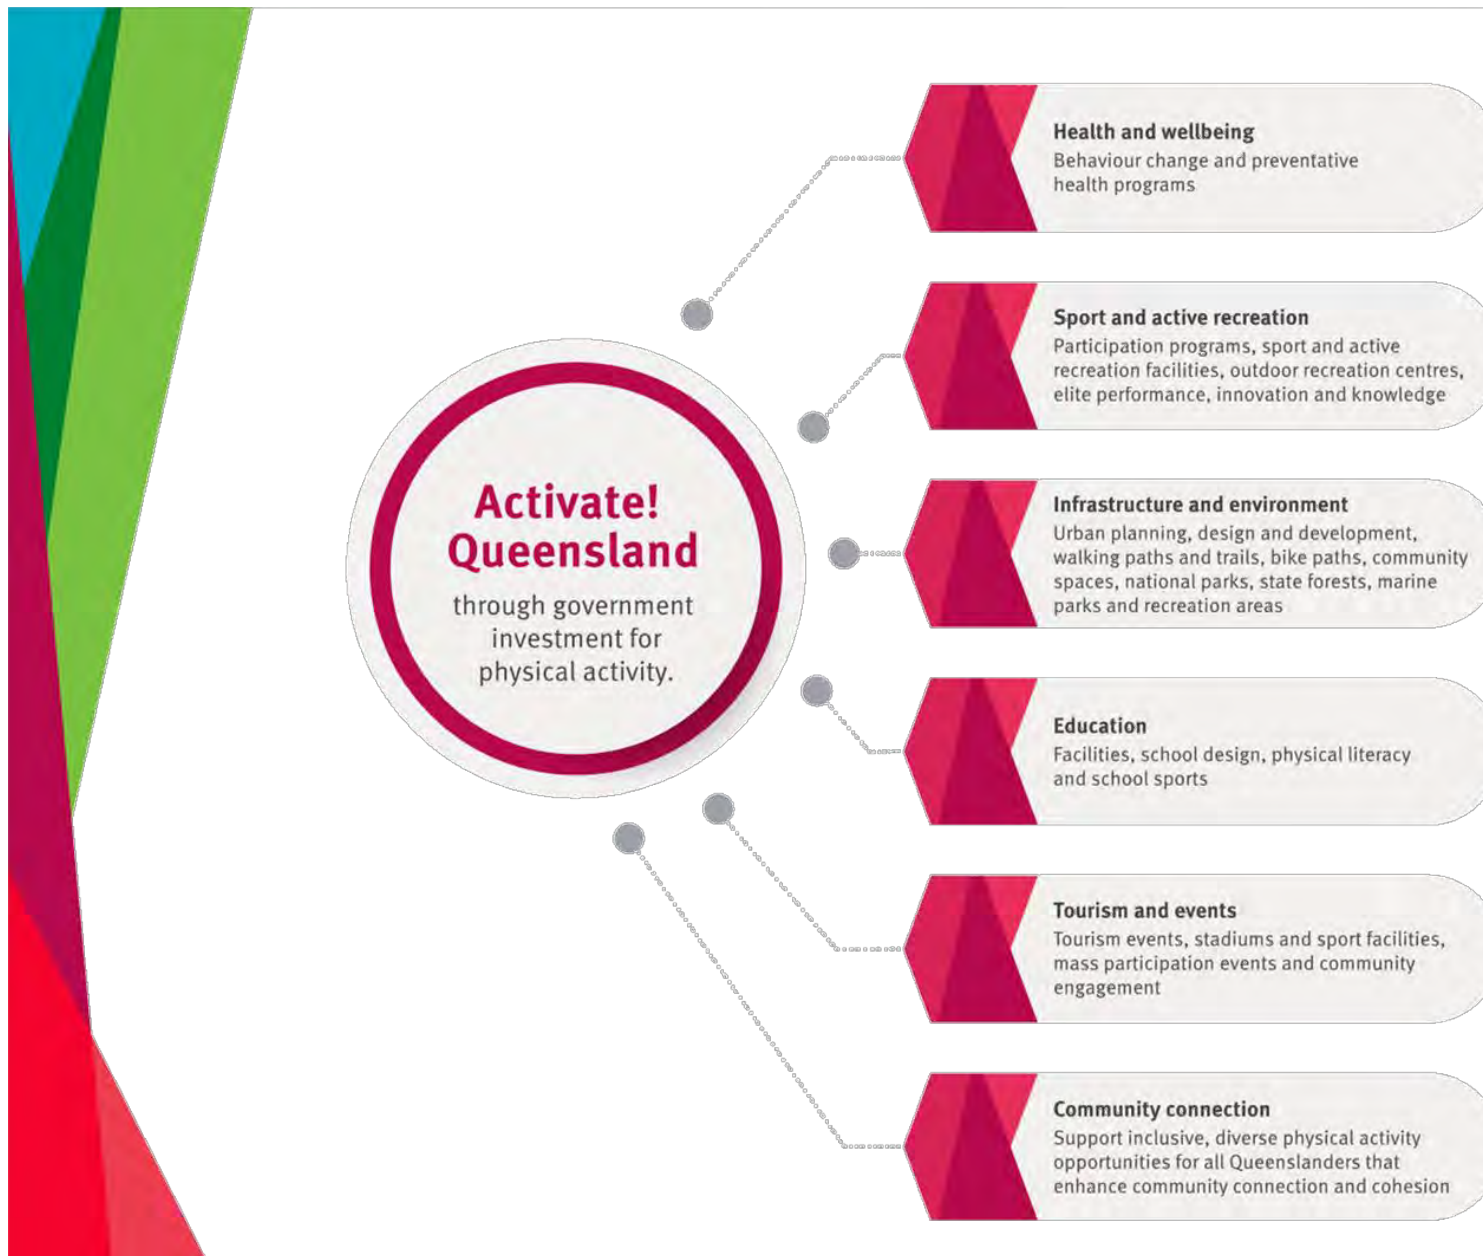 Health and wellbeing
Behaviour change and preventative
health programs
Sport and active recreation
Participation programs, sport and active
recreation facilities, outdoor recreation centres,
elite performance, innovation and knowledge
Activate!
Queensland
through government
investment for
physical activity.
Infrastructure and environment
Urban planning, design and development,
walking paths and trails, bike paths, community
spaces, national parks, state forests, marine
parks and recreation areas
Education
Facilities, school design, physical literacy
and school sports
Tourism and events
Tourism events, stadiums and sport facilities,
mass participation events and community
engagement
Community connection
Support inclusive, diverse physical activity
opportunities for all Queenslanders that
enhance community connection and cohesion